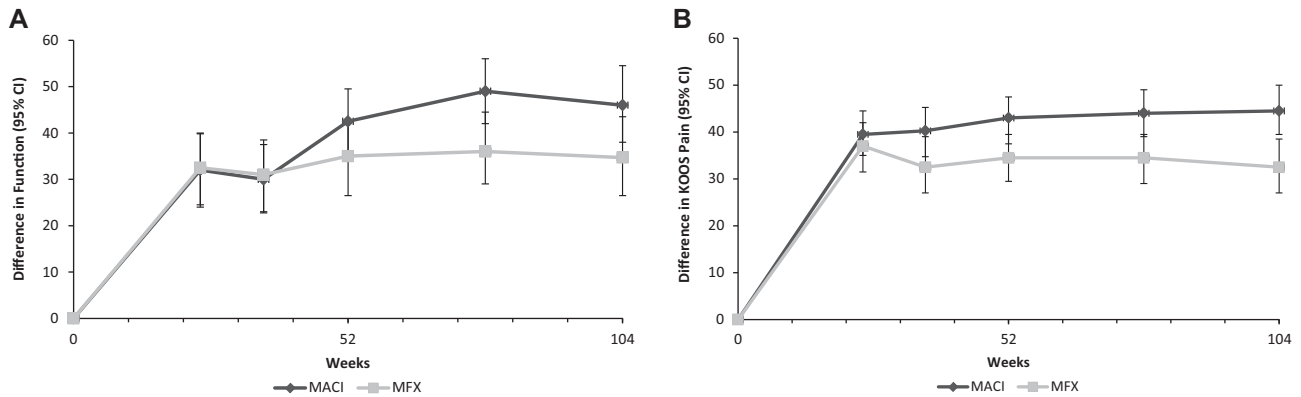 A
Difference in Function (95% CI)
60
50
40
30
20
10
0
0 52 104
Weeks
MACI MFX
B
Difference in KOOS Pain (95% CI)
60
50
40
30
20
10
0
0 52 104
Weeks
MACI MFX